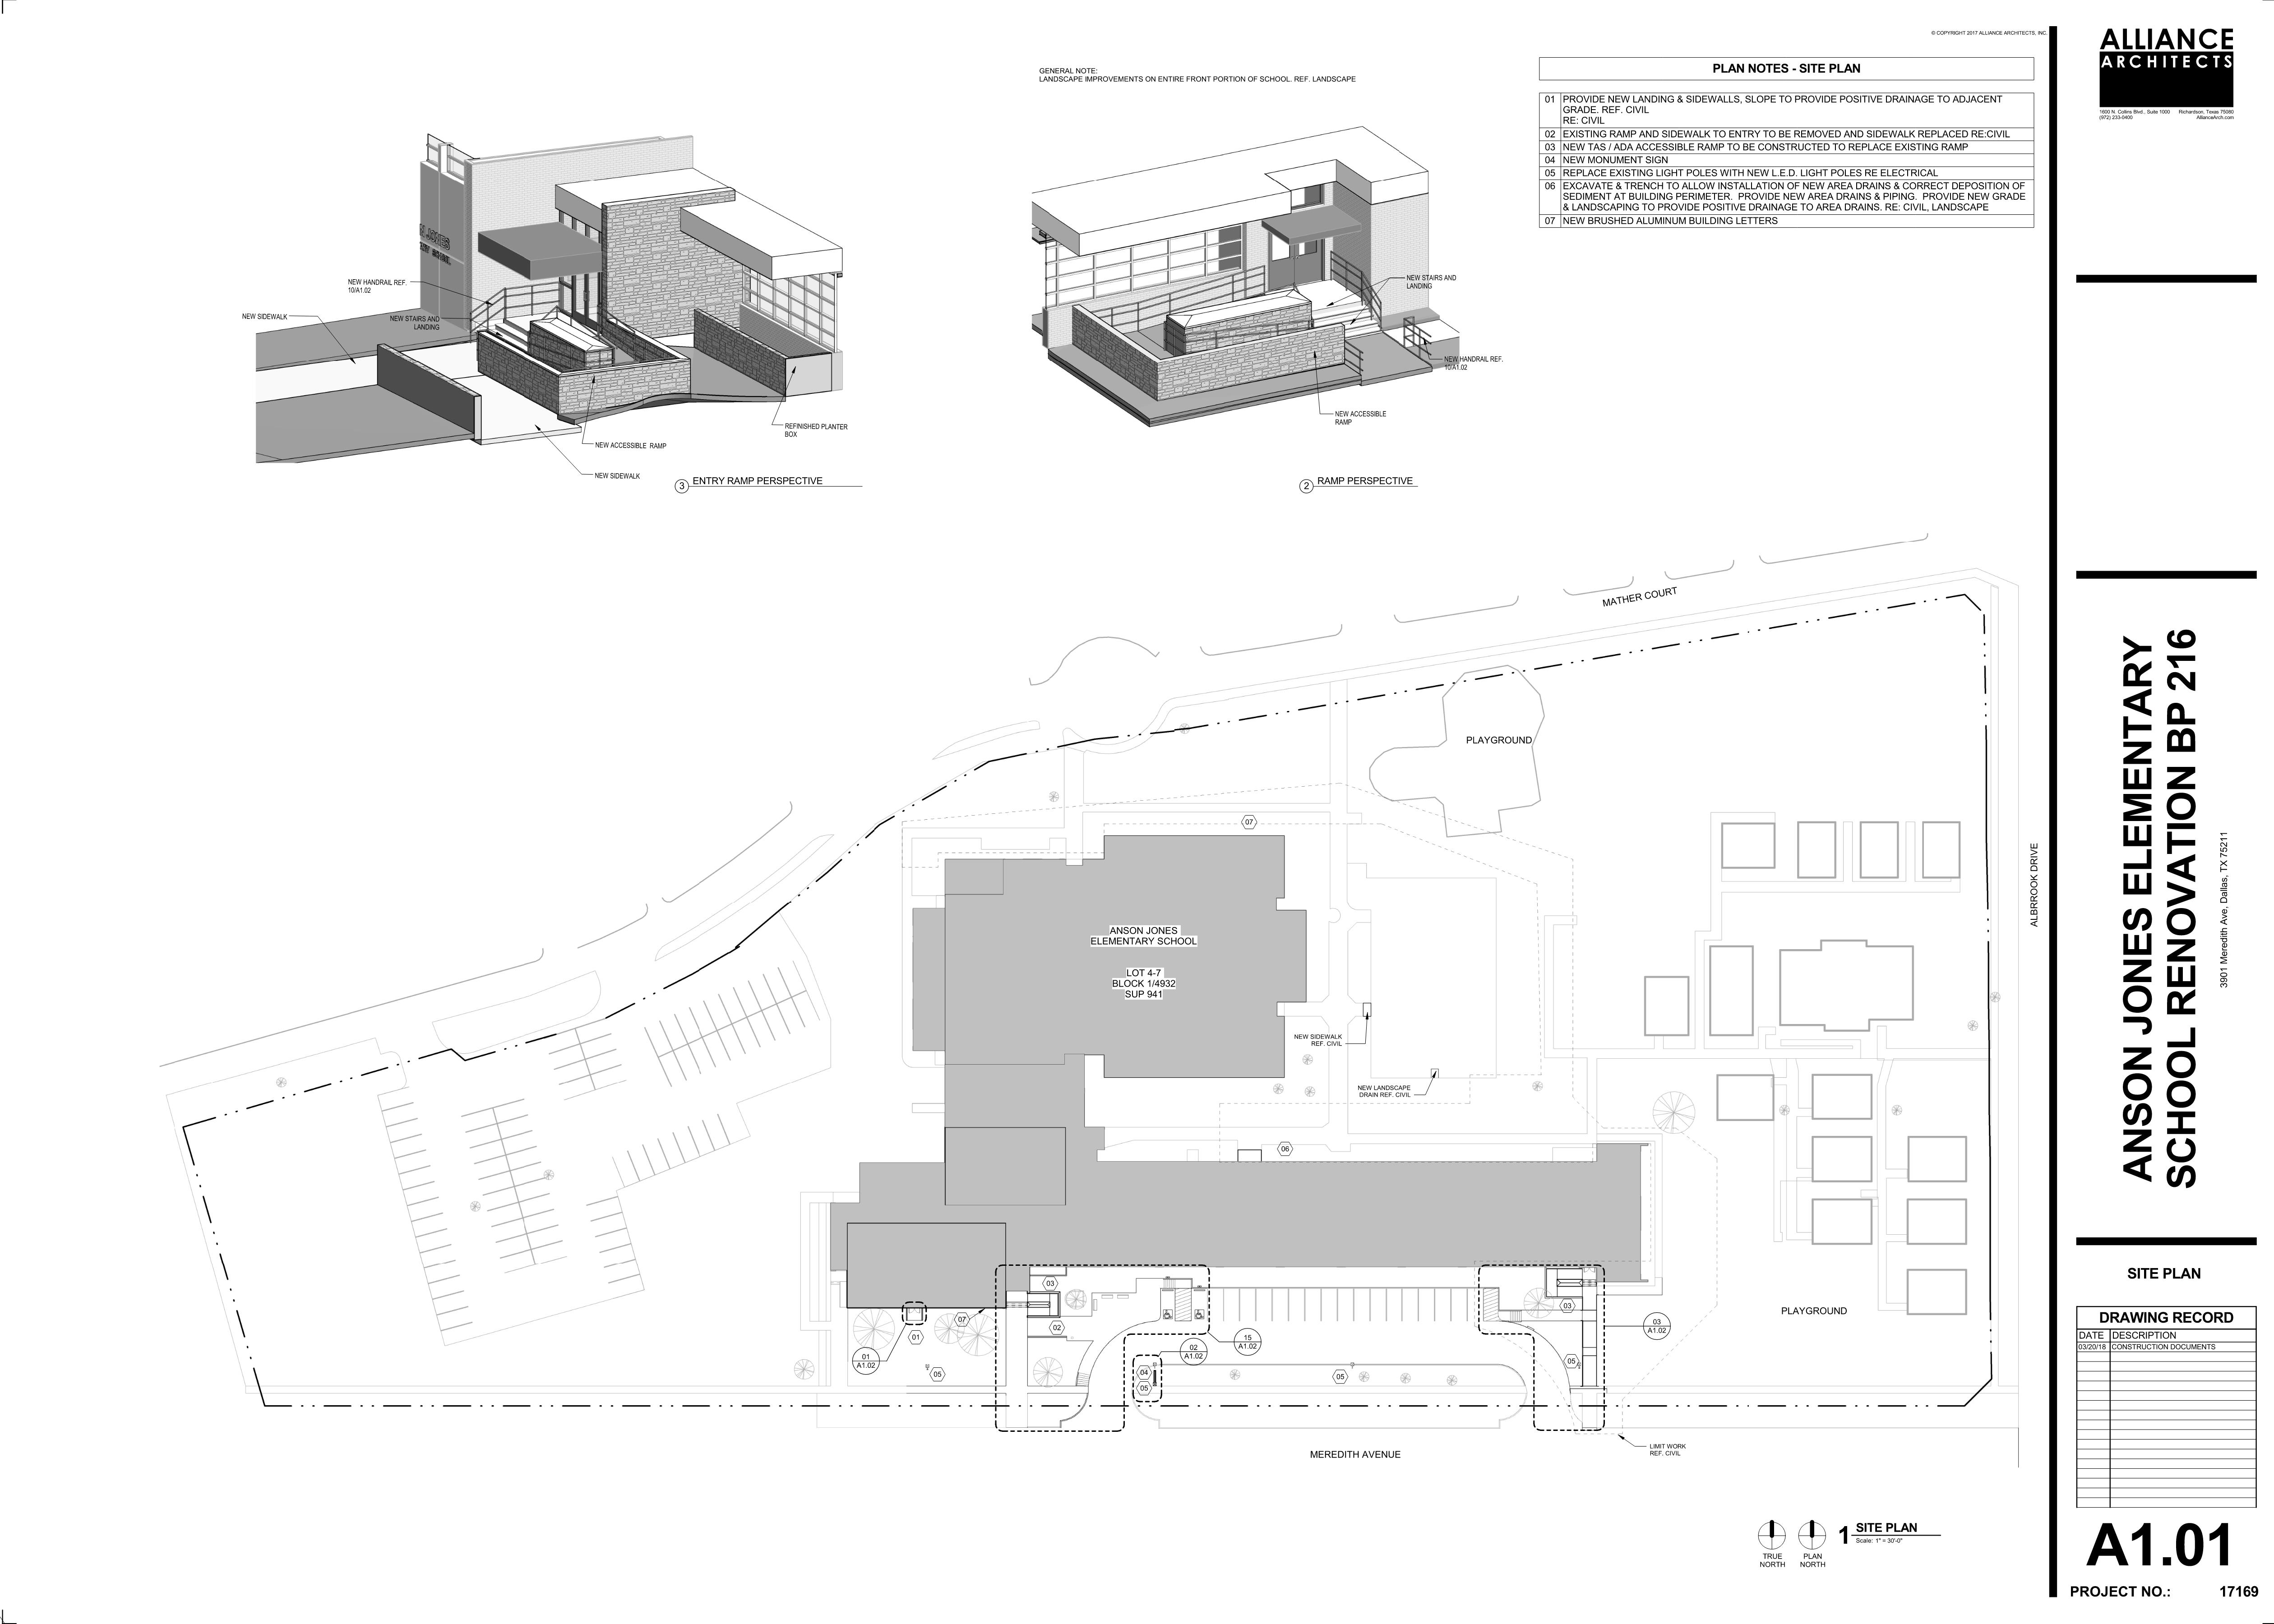 © COPYRIGHT 2017 ALLIANCE ARCHITECTS, INC.
ALLIANCE
ARCHITECTS
1600 N. Collins Blvd., Suite 1000 Richardson, Texas 75080
(972) 233-0400 AllianceArch.com
GENERAL NOTE:
LANDSCAPE IMPROVEMENTS ON ENTIRE FRONT PORTION OF SCHOOL. REF. LANDSCAPE
PLAN NOTES - SITE PLAN
01 PROVIDE NEW LANDING & SIDEWALLS, SLOPE TO PROVIDE POSITIVE DRAINAGE TO ADJACENT
GRADE. REF. CIVIL
RE: CIVIL
02 EXISTING RAMP AND SIDEWALK TO ENTRY TO BE REMOVED AND SIDEWALK REPLACED RE:CIVIL
03 NEW TAS / ADA ACCESSIBLE RAMP TO BE CONSTRUCTED TO REPLACE EXISTING RAMP
04 NEW MONUMENT SIGN
05 REPLACE EXISTING LIGHT POLES WITH NEW L.E.D. LIGHT POLES RE ELECTRICAL
06 EXCAVATE & TRENCH TO ALLOW INSTALLATION OF NEW AREA DRAINS & CORRECT DEPOSITION OF
SEDIMENT AT BUILDING PERIMETER. PROVIDE NEW AREA DRAINS & PIPING. PROVIDE NEW GRADE
& LANDSCAPING TO PROVIDE POSITIVE DRAINAGE TO AREA DRAINS. RE: CIVIL, LANDSCAPE
07 NEW BRUSHED ALUMINUM BUILDING LETTERS
N JONES
NEW HANDRAIL REF.
10/A1.02
NEW SIDEWALK
NEW STAIRS AND
LANDING
REFINISHED PLANTER
BOX
NEW ACCESSIBLE RAMP
NEW SIDEWALK
3 ENTRY RAMP PERSPECTIVE
NEW STAIRS AND
LANDING
NEW HANDRAIL REF.
10/A1.02
NEW ACCESSIBLE
RAMP
2 RAMP PERSPECTIVE
MATHER COURT
PLAYGROUND
07
ALBRROOK DRIVE
ANSON JONES
ELEMENTARY SCHOOL
LOT 4-7
BLOCK 1/4932
SUP 941
NEW SIDEWALK
REF. CIVIL
NEW LANDSCAPE
DRAIN REF. CIVIL
06
03
03
PLAYGROUND
07
02
01
15
A1.02
03
A1.02
02
A1.02
01
A1.02
05
04
05
05
05
LIMIT WORK
REF. CIVIL
MEREDITH AVENUE
TRUE
NORTH
PLAN
NORTH
1 SITE PLAN
Scale: 1" = 30'-0"
ANSON JONES ELEMENTARY
SCHOOL RENOVATION BP 216
3901 Meredith Ave, Dallas, TX 75211
SITE PLAN
DRAWING RECORD
DATE DESCRIPTION
03/20/18 CONSTRUCTION DOCUMENTS
A1.01
PROJECT NO.: 17169